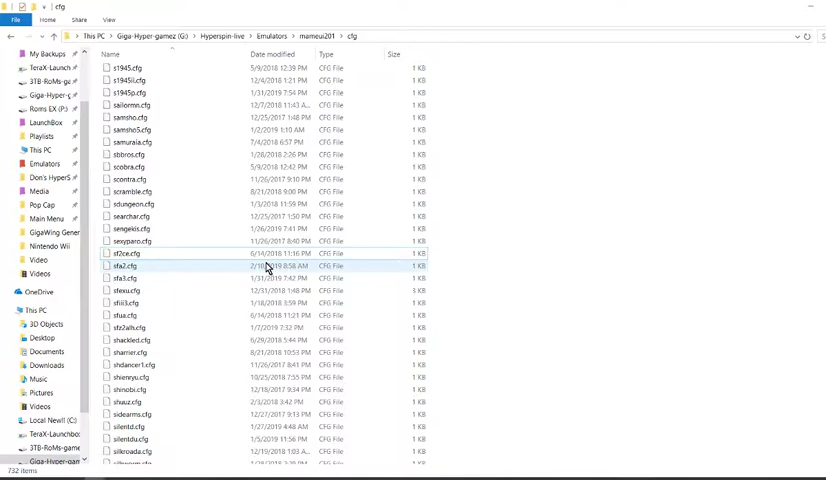 cfg
File Home Share View
This PC Giga-Hyper-gamez (G:) Hyperspin-live Emulators mameui201 cfg
Name Date modified Type Size
My Backups
TeraX-Launch
3TB-RoMs-ga
Giga-Hyper-g
Roms EX (P:)
LaunchBox
Playlists
This PC
Emulators
Don's HyperS
Media
Pop Cap
Main Menu
GigaWing Gener
Nintendo Wii
Video
Videos
OneDrive
This PC
3D Objects
Desktop
Documents
Downloads
Music
Pictures
Videos
Local Newll (C:)
TeraX-Launchbo
3TB-RoMs-game
Giga-Hyper-gam
s1945.cfg 5/9/2018 12:39 PM CFG File 1 KB
s1945ii.cfg 12/4/2018 1:21 PM CFG File 1 KB
s1945p.cfg 1/31/2019 7:54 PM CFG File 1 KB
sailormn.cfg 12/7/2018 11:43 A... CFG File 1 KB
samsho.cfg 12/25/2017 1:48 PM CFG File 1 KB
samsho5.cfg 1/2/2019 1:10 AM CFG File 1 KB
samuraia.cfg 7/4/2018 6:57 PM CFG File 1 KB
sbbros.cfg 1/28/2018 2:26 PM CFG File 1 KB
scobra.cfg 5/9/2018 12:42 PM CFG File 1 KB
scontra.cfg 11/26/2017 9:10 PM CFG File 1 KB
scramble.cfg 8/21/2018 9:00 PM CFG File 1 KB
sdungeon.cfg 1/3/2018 11:59 PM CFG File 1 KB
searchar.cfg 12/25/2017 1:50 PM CFG File 1 KB
sengekis.cfg 1/26/2019 7:41 PM CFG File 1 KB
sexyparo.cfg 11/26/2017 8:40 PM CFG File 1 KB
sf2ce.cfg 6/14/2018 11:16 PM CFG File 1 KB
sfa2.cfg 2/10/2019 8:58 AM CFG File 1 KB
sfa3.cfg 1/31/2019 7:42 PM CFG File 1 KB
sfexu.cfg 12/31/2018 1:48 PM CFG File 3 KB
sfiii3.cfg 1/18/2018 3:59 PM CFG File 1 KB
sfua.cfg 6/14/2018 11:21 PM CFG File 1 KB
sfz2alh.cfg 1/7/2019 7:32 PM CFG File 1 KB
shackled.cfg 6/29/2018 5:44 PM CFG File 1 KB
sharrier.cfg 8/21/2018 10:53 PM CFG File 1 KB
shdancer1.cfg 11/26/2017 8:41 PM CFG File 1 KB
shienryu.cfg 10/25/2018 7:55 PM CFG File 1 KB
shinobi.cfg 12/18/2017 9:34 PM CFG File 1 KB
shuuz.cfg 2/3/2018 3:42 PM CFG File 1 KB
sidearms.cfg 12/27/2017 9:13 PM CFG File 1 KB
silentd.cfg 1/27/2019 4:48 AM CFG File 1 KB
silentdu.cfg 1/5/2019 11:56 PM CFG File 1 KB
silkroada.cfg 12/19/2018 1:03 A... CFG File 1 KB
732 items